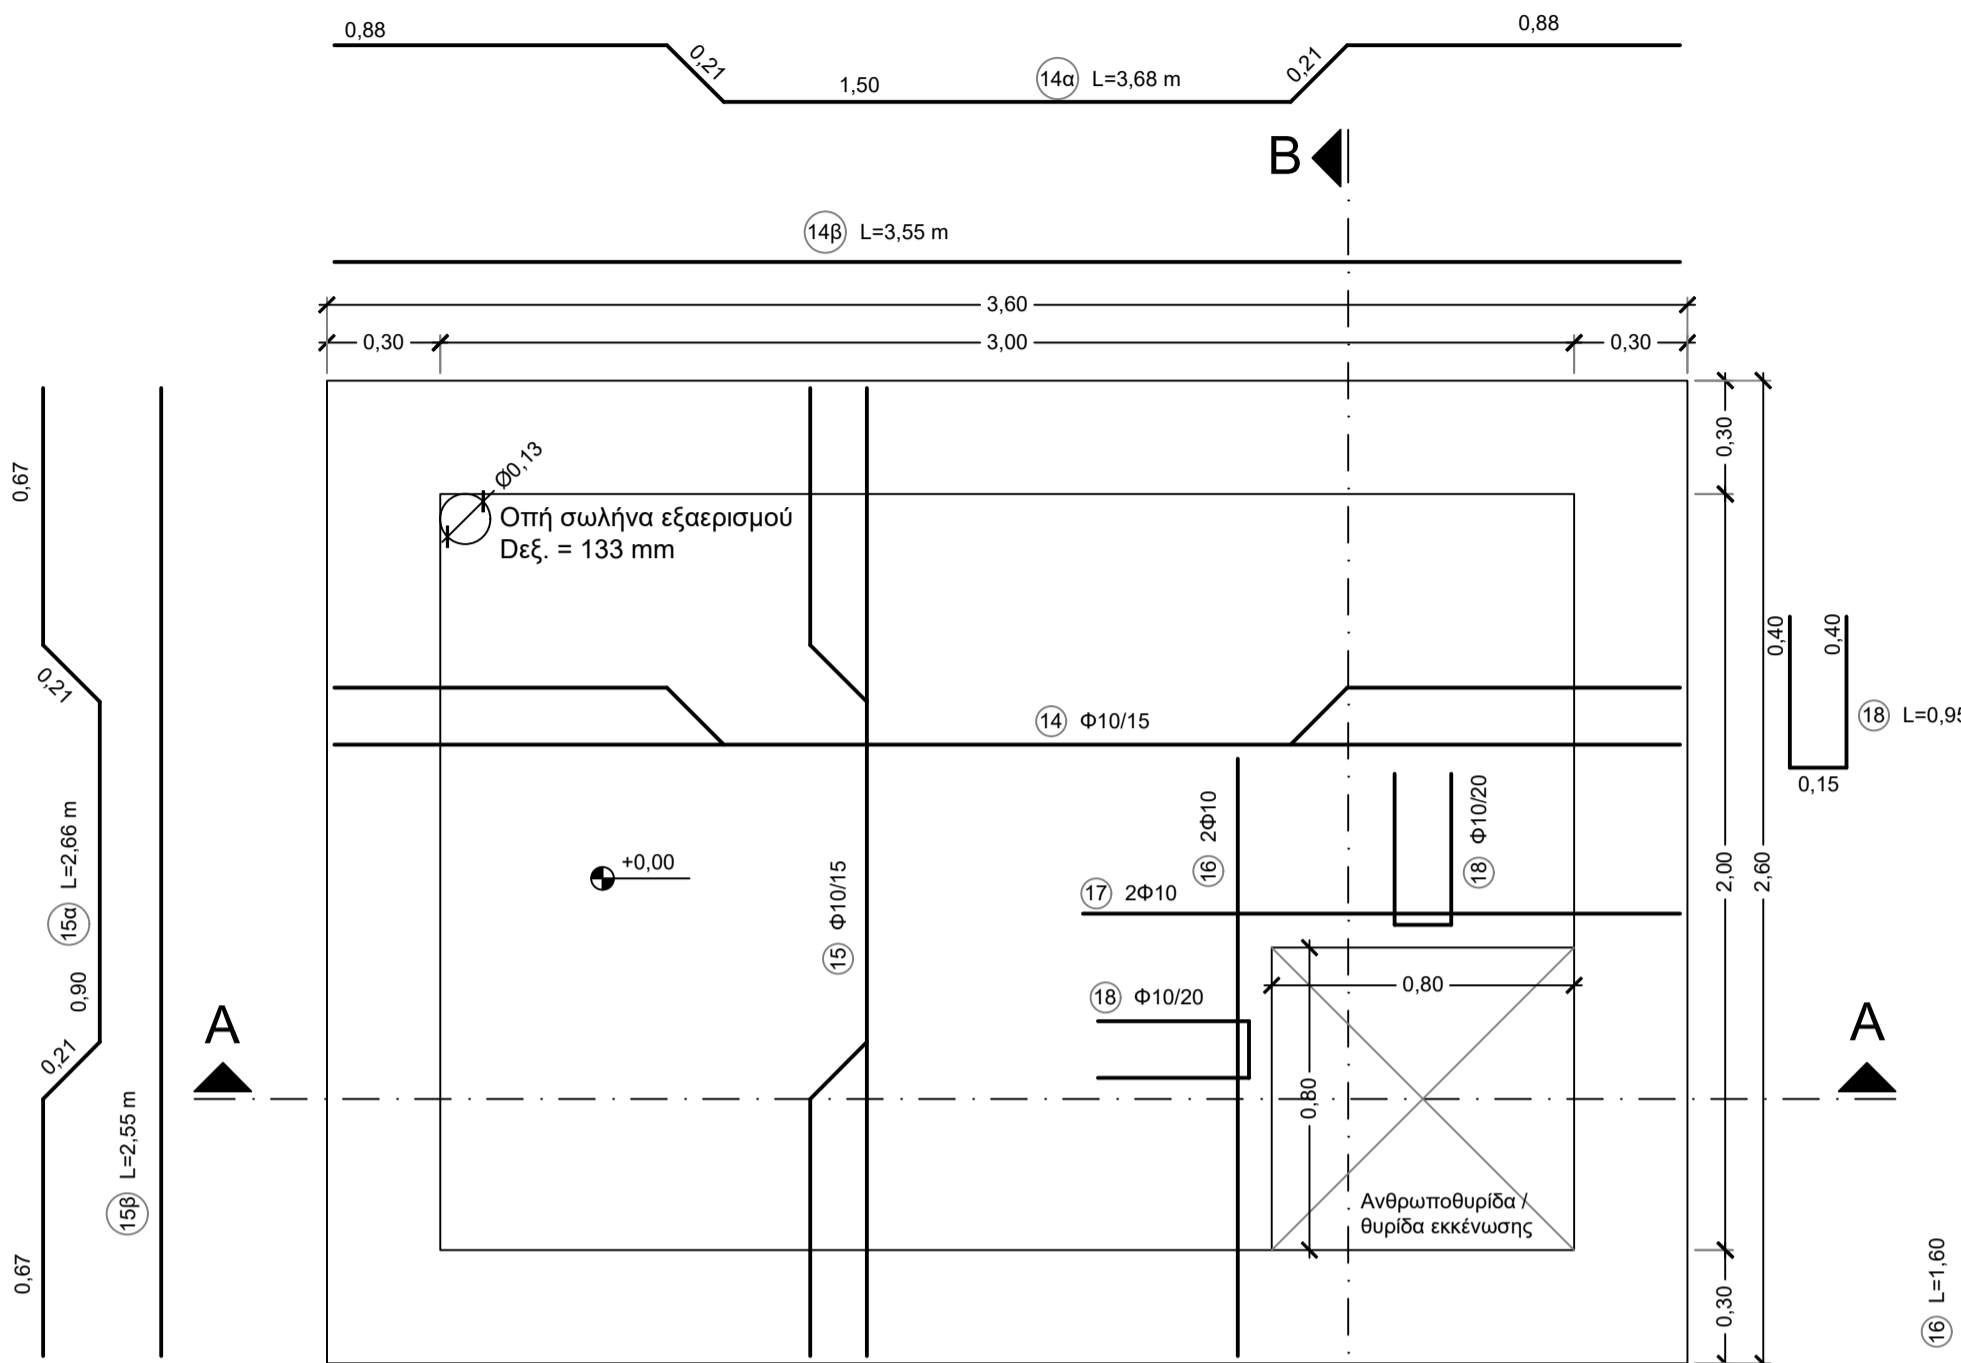 0,88
0,21
1,50
14α L=3,68 m
0,21
0,88
B
14β L=3,55 m
3,60
0,30
3,00
0,30
0,67
0,21
15α L=2,66 m
0,90
0,21
0,67
15β L=2,55 m
A
Ø0,13
Οπή σωλήνα εξαερισμού
Dεξ. = 133 mm
14 Φ10/15
+0,00
15 Φ10/15
16 2Φ10
17 2Φ10
18 Φ10/20
18 Φ10/20
0,80
0,80
Ανθρωποθυρίδα /
θυρίδα εκκένωσης
0,30
2,00
2,60
0,30
0,40
0,40
18 L=0,95
0,15
A
16 L=1,60